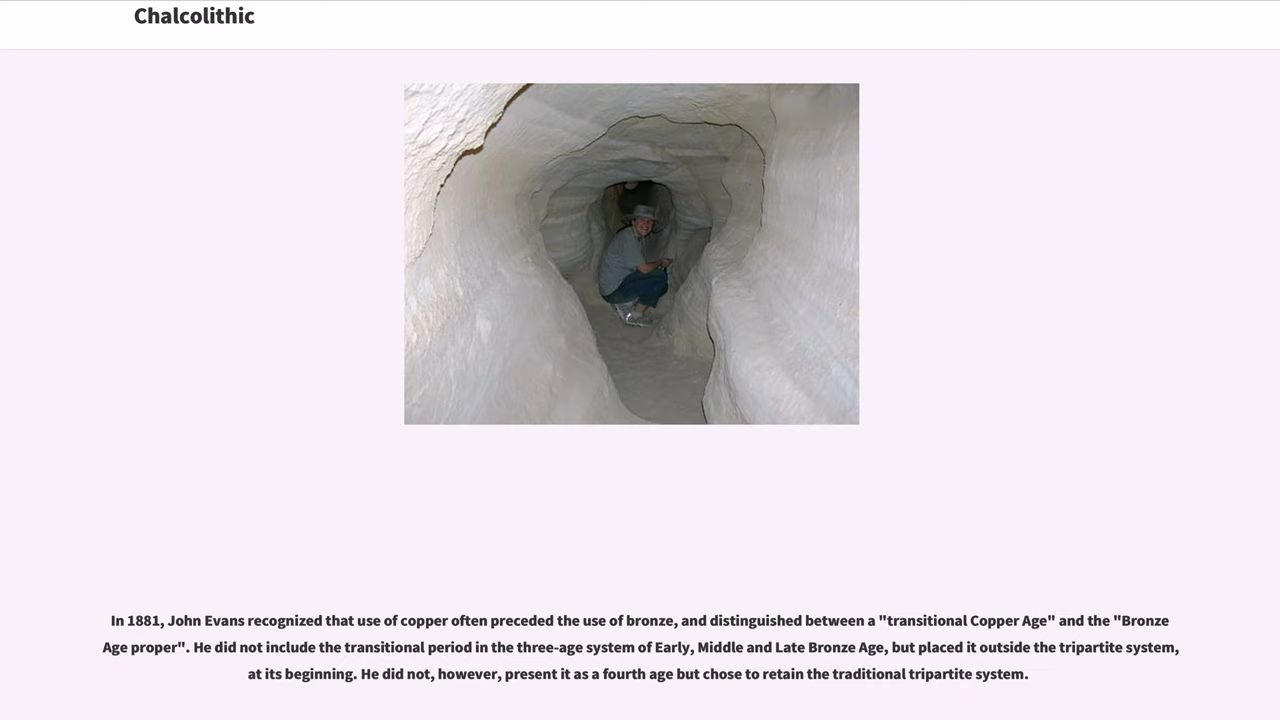 Chalcolithic
In 1881, John Evans recognized that use of copper often preceded the use of bronze, and distinguished between a "transitional Copper Age" and the "Bronze
Age proper". He did not include the transitional period in the three-age system of Early, Middle and Late Bronze Age, but placed it outside the tripartite system,
at its beginning. He did not, however, present it as a fourth age but chose to retain the traditional tripartite system.